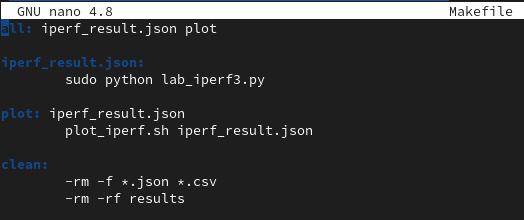 GNU nano 4.8 Makefile
all: iperf_result.json plot
iperf_result.json:
sudo python lab_iperf3.py
plot: iperf_result.json
plot_iperf.sh iperf_result.json
clean:
-rm -f *.json *.csv
-rm -rf results